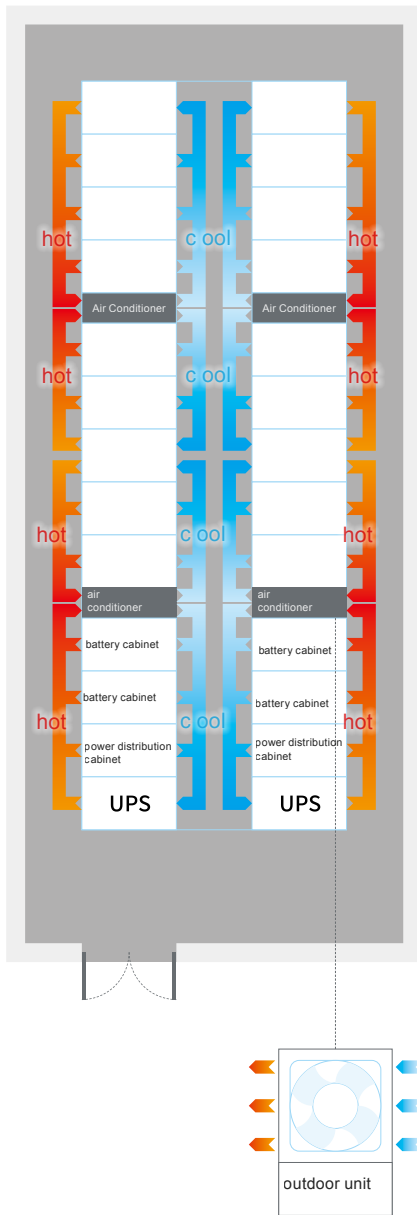 hot
c ool
hot
Air Conditioner
Air Conditioner
hot
c ool
hot
hot
c ool
hot
air
conditioner
air
conditioner
battery cabinet
battery cabinet
battery cabinet
battery cabinet
hot
c ool
hot
power distribution
cabinet
power distribution
cabinet
UPS
UPS
outdoor unit